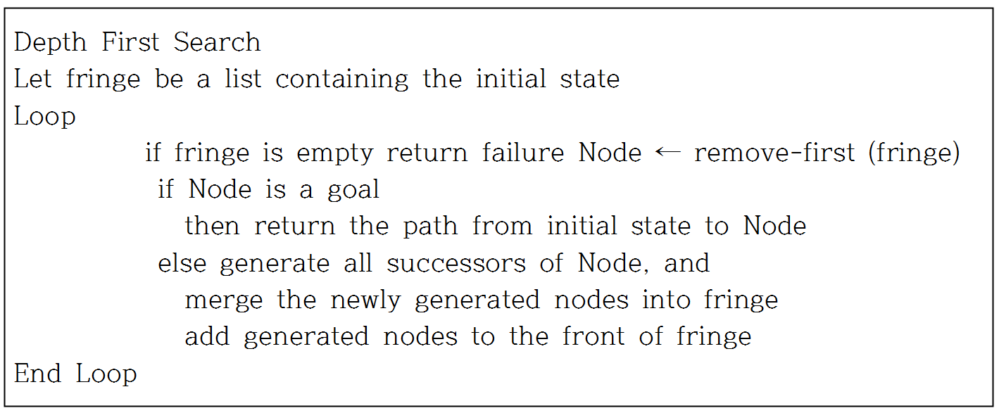 Depth First Search
Let fringe be a list containing the initial state
Loop
if fringe is empty return failure Node ← remove-first (fringe)
if Node is a goal
then return the path from initial state to Node
else generate all successors of Node, and
merge the newly generated nodes into fringe
add generated nodes to the front of fringe
End Loop